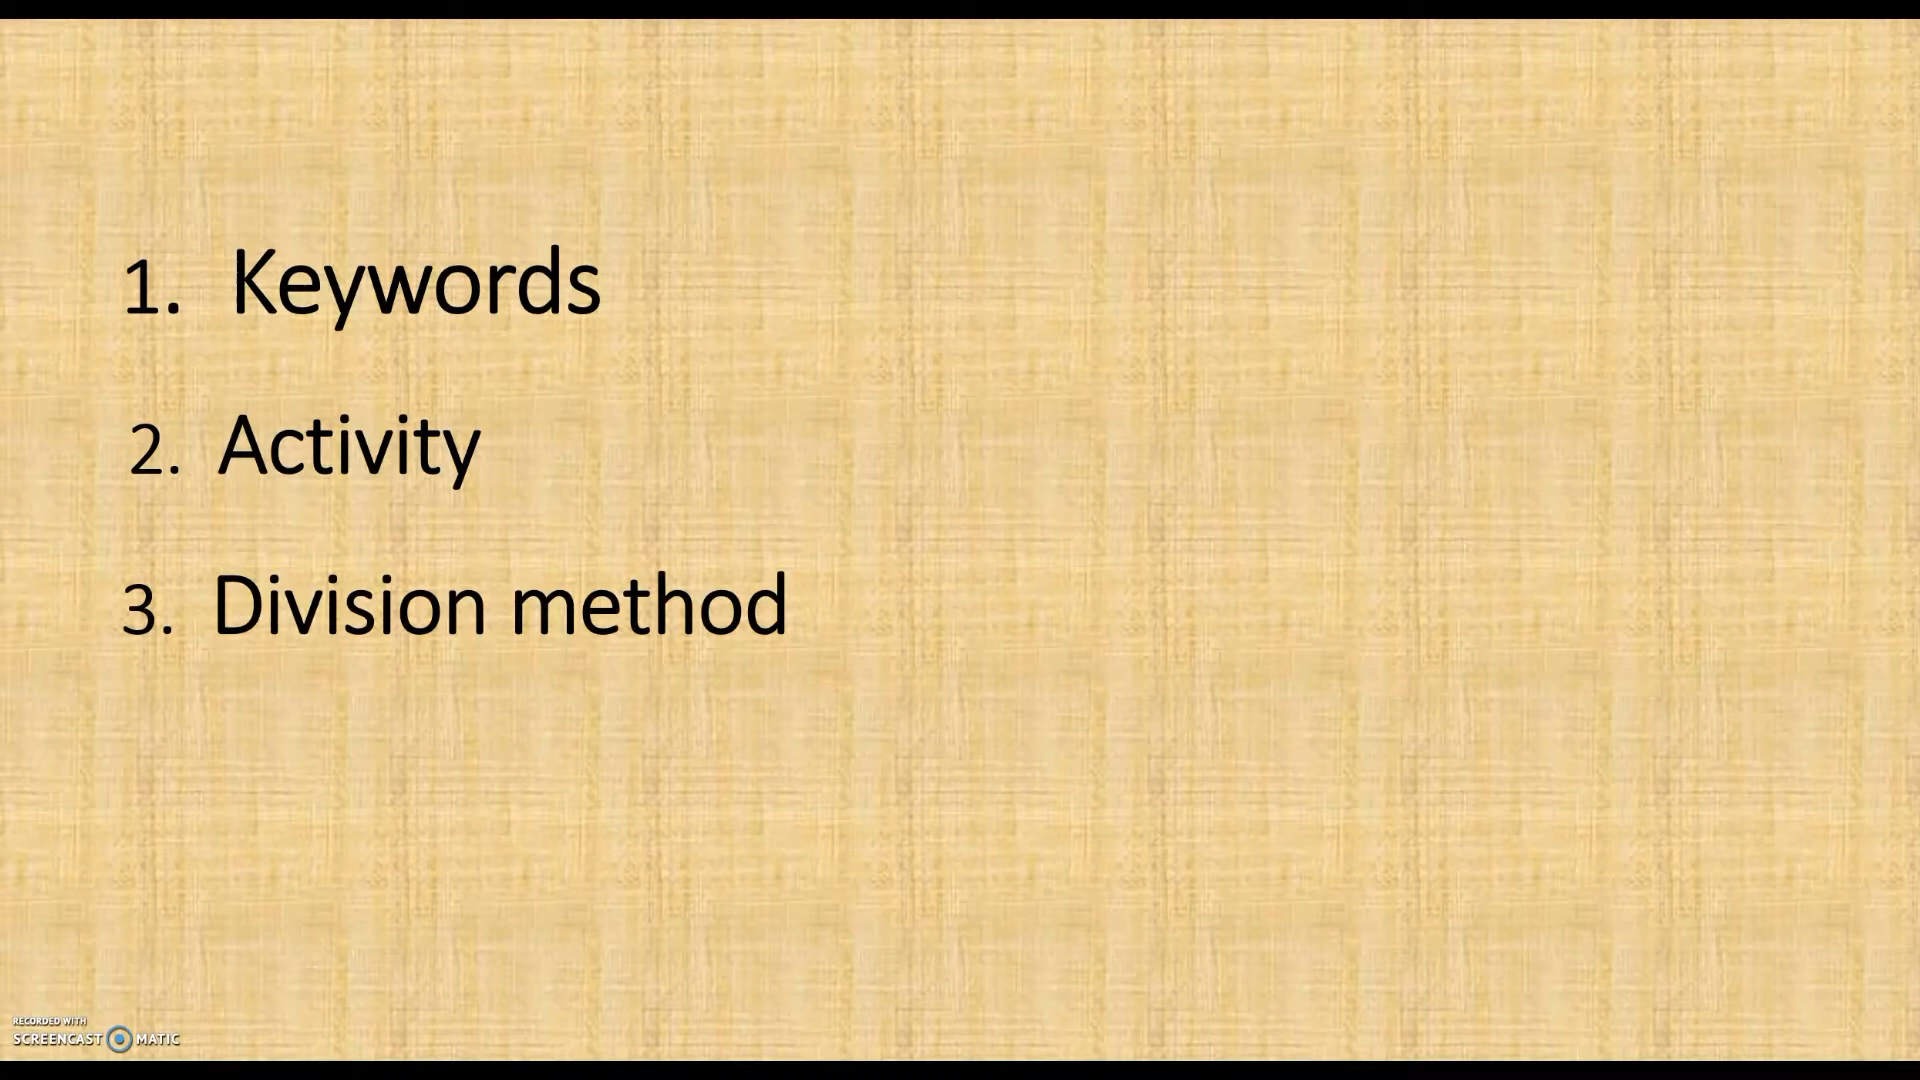 1. Keywords
2. Activity
3. Division method
RECORDED WITH
SCREENCAST MATIC